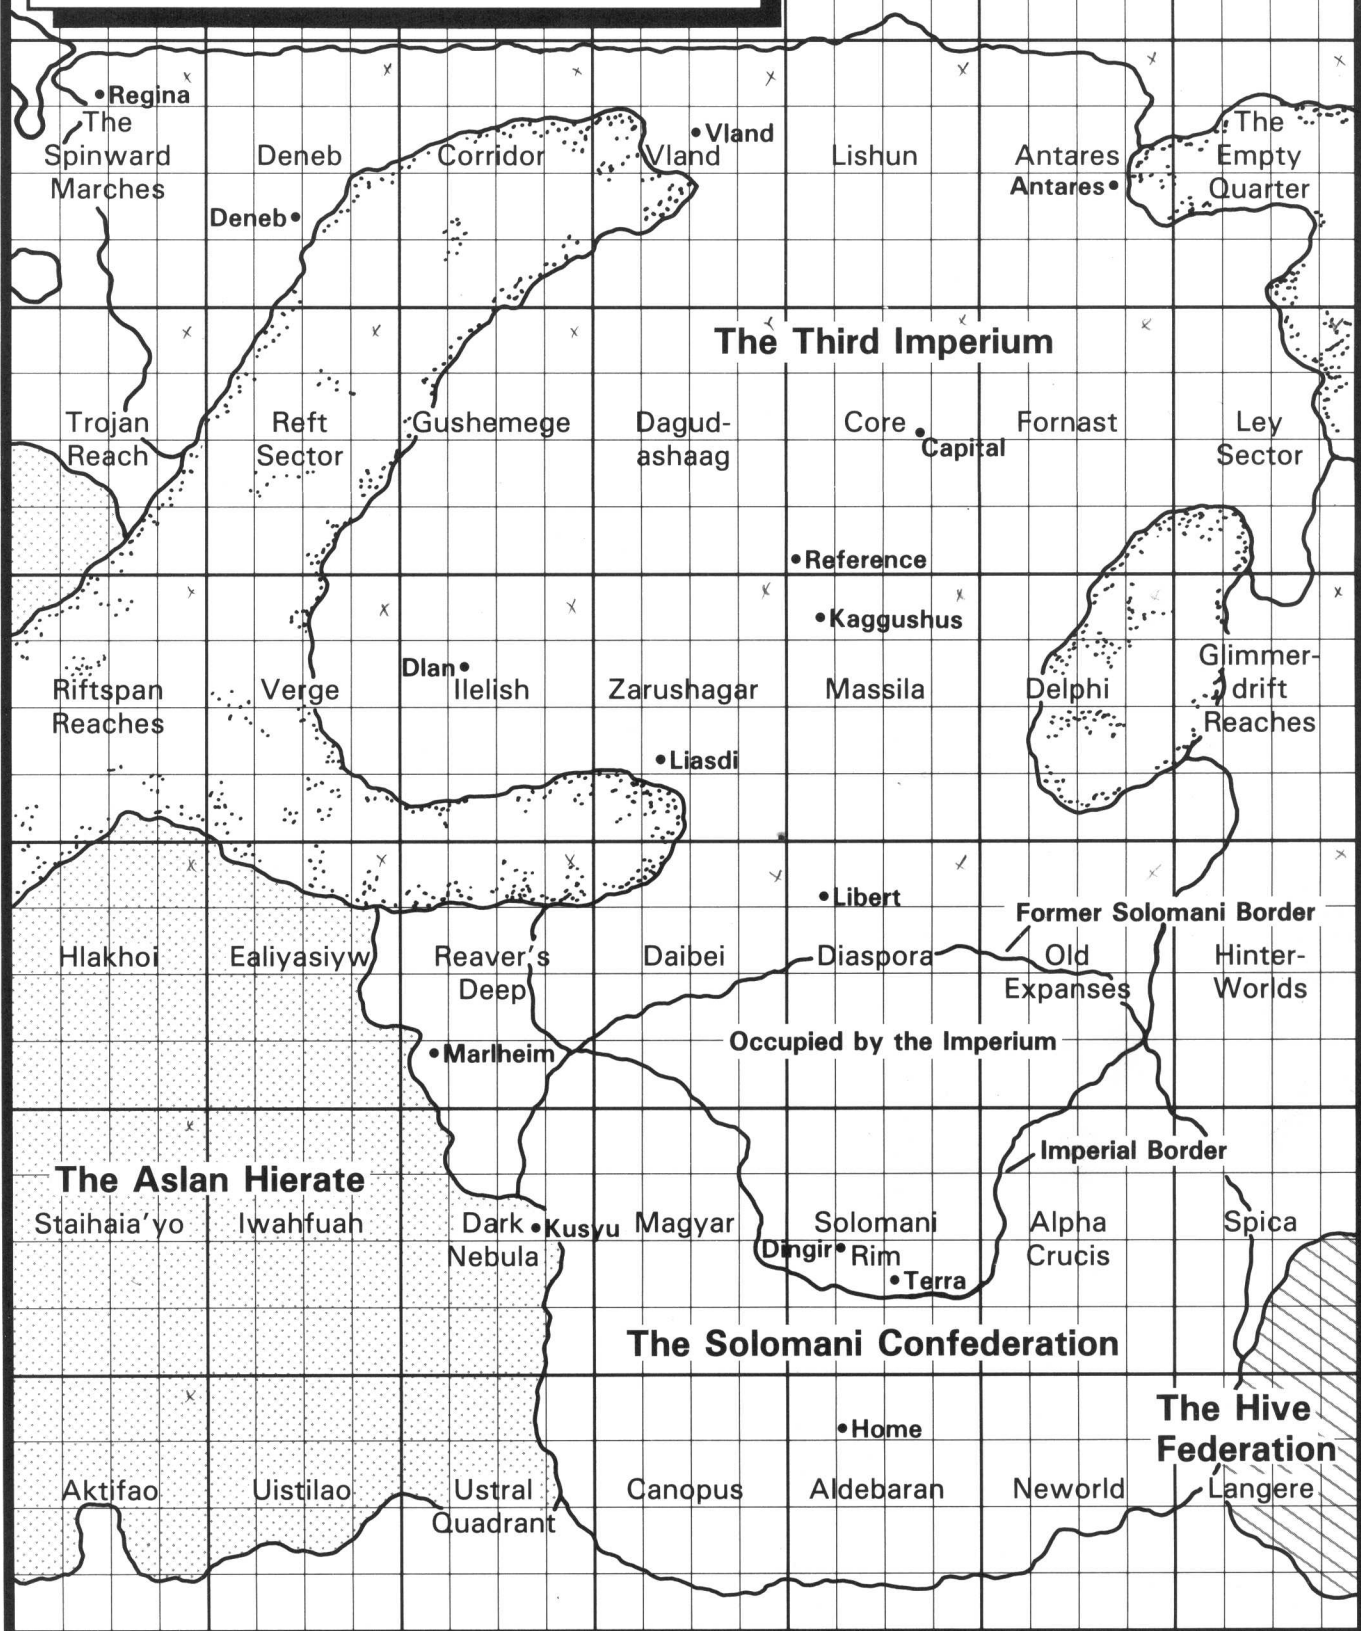 Regina
The
Spinward
Marches
Deneb
Deneb
Corridor
Vland
Vland
Lishun
Antares
Antares
The
Empty
Quarter
The Third Imperium
Trojan
Reach
Reft
Sector
Gushemege
Dagud-
ashaag
Core
Capital
Fornast
Ley
Sector
Reference
Kaggushus
Riftspan
Reaches
Verge
Dlan
Ilelish
Zarushagar
Massila
Delphi
Glimmer-
drift
Reaches
Liasdi
Libert
Former Solomani Border
Hlakhoi
Ealiyasiyw
Reaver's
Deep
Daibei
Diaspora
Old
Expanses
Hinter-
Worlds
Occupied by the Imperium
Marlheim
Imperial Border
The Aslan Hierate
Staihaia'yo
Iwahfuah
Dark
Nebula
Kusyu
Magyar
Solomani
Rim
Dingir
Terra
Alpha
Crucis
Spica
The Solomani Confederation
Home
The Hive
Federation
Aktifao
Uistilao
Ustral
Quadrant
Canopus
Aldebaran
Neworld
Langere